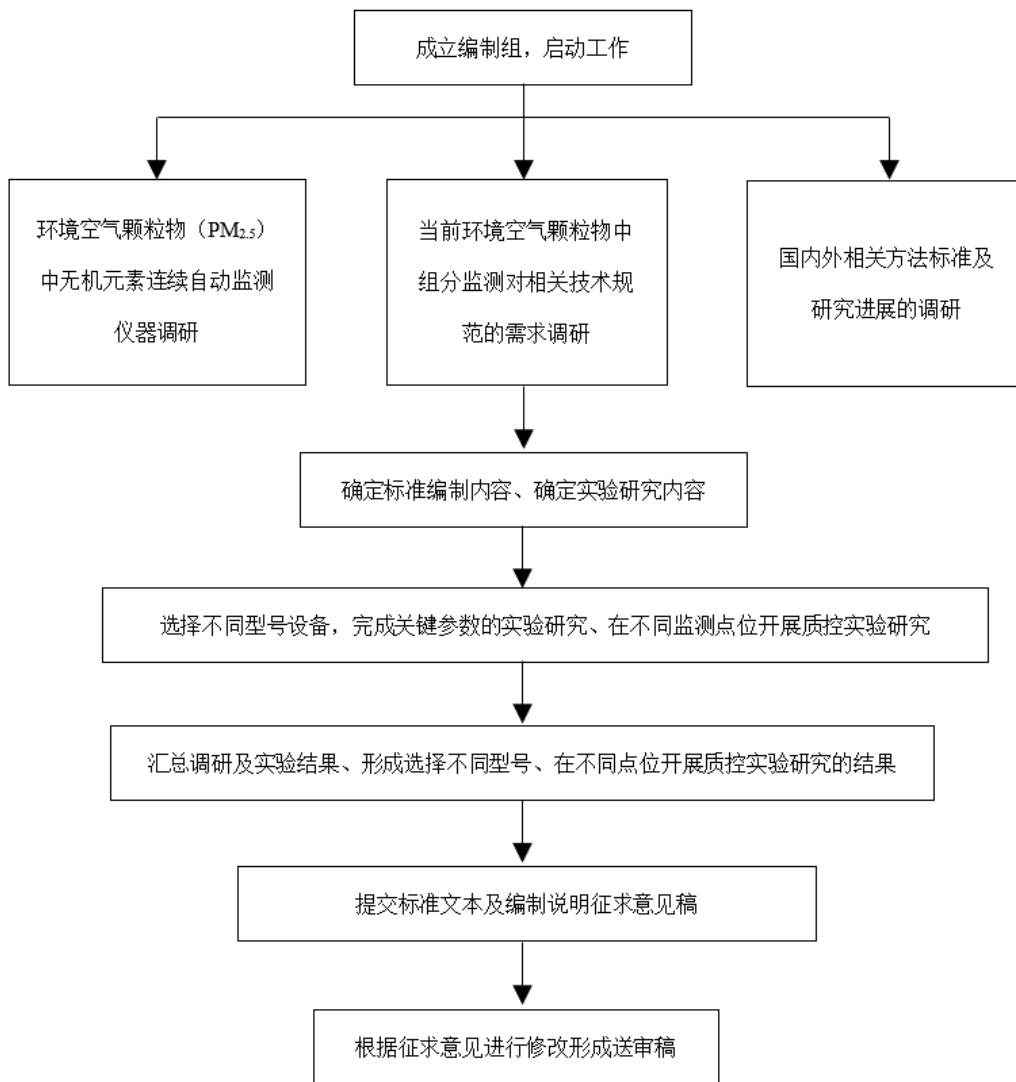 成立编制组，启动工作
环境空气颗粒物（PM2.5）
中无机元素连续自动监测
仪器调研
当前环境空气颗粒物中
组分监测对相关技术规
范的需求调研
国内外相关方法标准及
研究进展的调研
确定标准编制内容、确定实验研究内容
选择不同型号设备，完成关键参数的实验研究、在不同监测点位开展质控实验研究
汇总调研及实验结果、形成选择不同型号、在不同点位开展质控实验研究的结果
提交标准文本及编制说明征求意见稿
根据征求意见进行修改形成送审稿